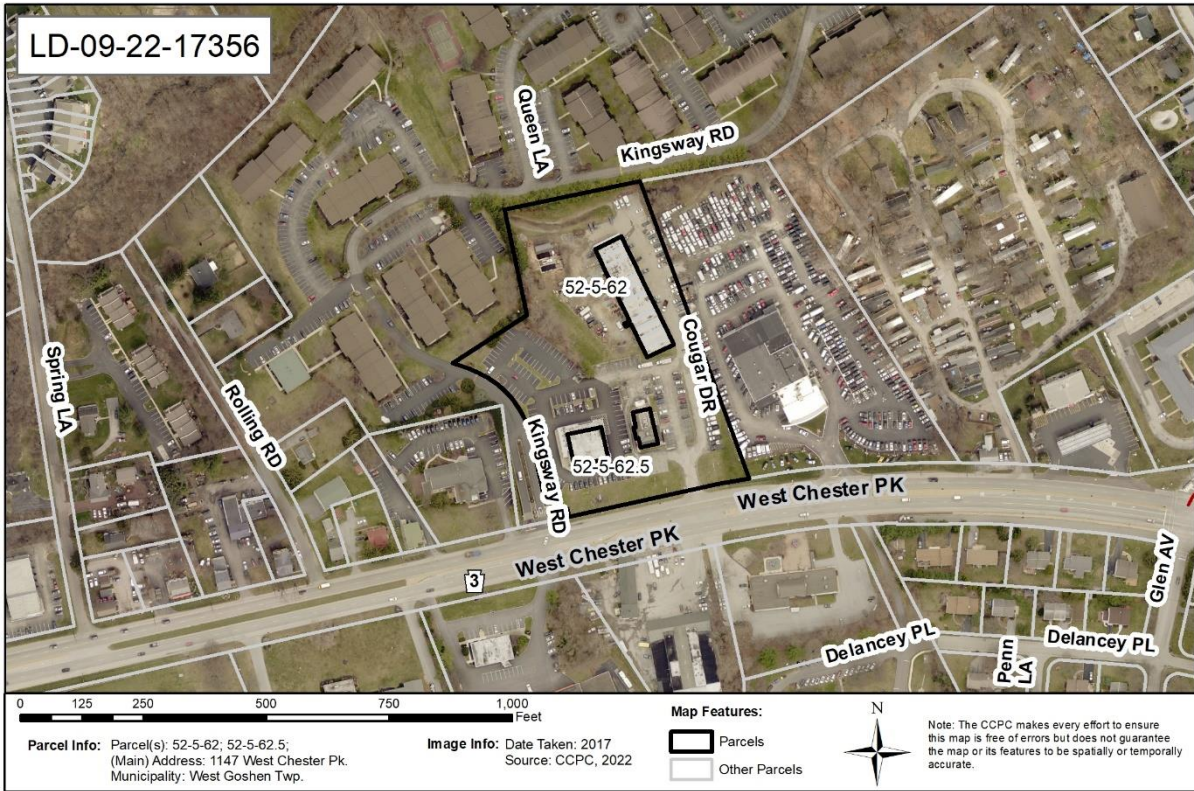 LD-09-22-17356
Queen LA
Kingsway RD
52-5-62
Cougar DR
Spring LA
Rolling RD
Kingsway RD
52-5-62.5
West Chester PK
West Chester PK
3
Glen AV
Delancey PL
Delancey PL
Penn
LA
0 125 250 500 750 1,000
Feet
Parcel Info: Parcel(s): 52-5-62; 52-5-62.5;
(Main) Address: 1147 West Chester Pk.
Municipality: West Goshen Twp.
Image Info: Date Taken: 2017
Source: CCPC, 2022
Map Features:
Parcels
Other Parcels
N
Note: The CCPC makes every effort to ensure
this map is free of errors but does not guarantee
the map or its features to be spatially or temporally
accurate.